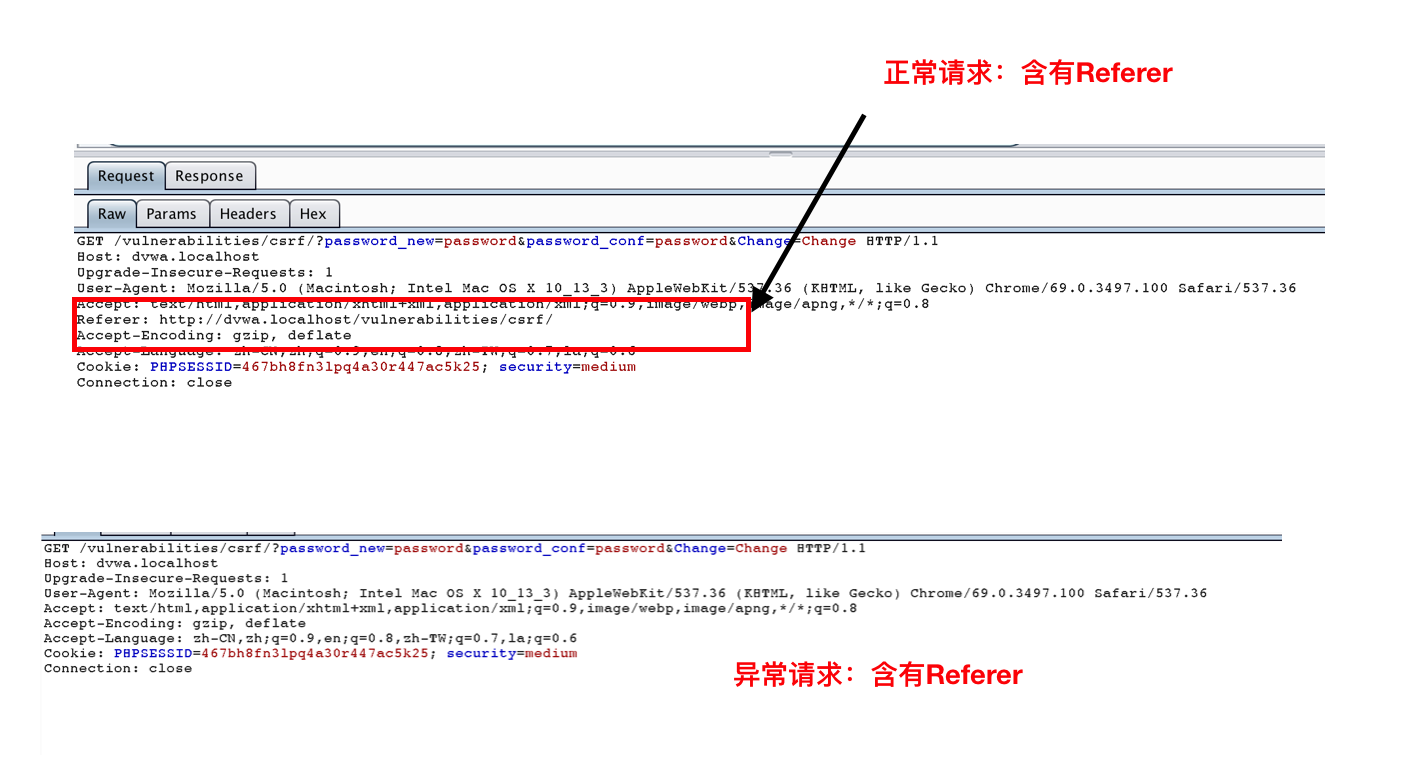 正常请求：含有Referer
Request Response
Raw Params Headers Hex
GET /vulnerabilities/csrf/?password_new=password&password_conf=password&Change=Change HTTP/1.1
Host: dvwa.localhost
Upgrade-Insecure-Requests: 1
User-Agent: Mozilla/5.0 (Macintosh; Intel Mac OS X 10_13_3) AppleWebKit/537.36 (KHTML, like Gecko) Chrome/69.0.3497.100 Safari/537.36
Accept: text/html,application/xhtml+xml,application/xml;q=0.9,image/webp,image/apng,*/*;q=0.8
Referer: http://dvwa.localhost/vulnerabilities/csrf/
Accept-Encoding: gzip, deflate
Accept-Language: zh-CN,zh;q=0.9,en;q=0.8,zh-TW;q=0.7,la;q=0.6
Cookie: PHPSESSID=467bh8fn31pq4a30r447ac5k25; security=medium
Connection: close
GET /vulnerabilities/csrf/?password_new=password&password_conf=password&Change=Change HTTP/1.1
Host: dvwa.localhost
Upgrade-Insecure-Requests: 1
User-Agent: Mozilla/5.0 (Macintosh; Intel Mac OS X 10_13_3) AppleWebKit/537.36 (KHTML, like Gecko) Chrome/69.0.3497.100 Safari/537.36
Accept: text/html,application/xhtml+xml,application/xml;q=0.9,image/webp,image/apng,*/*;q=0.8
Accept-Encoding: gzip, deflate
Accept-Language: zh-CN,zh;q=0.9,en;q=0.8,zh-TW;q=0.7,la;q=0.6
Cookie: PHPSESSID=467bh8fn31pq4a30r447ac5k25; security=medium
Connection: close
异常请求：含有Referer